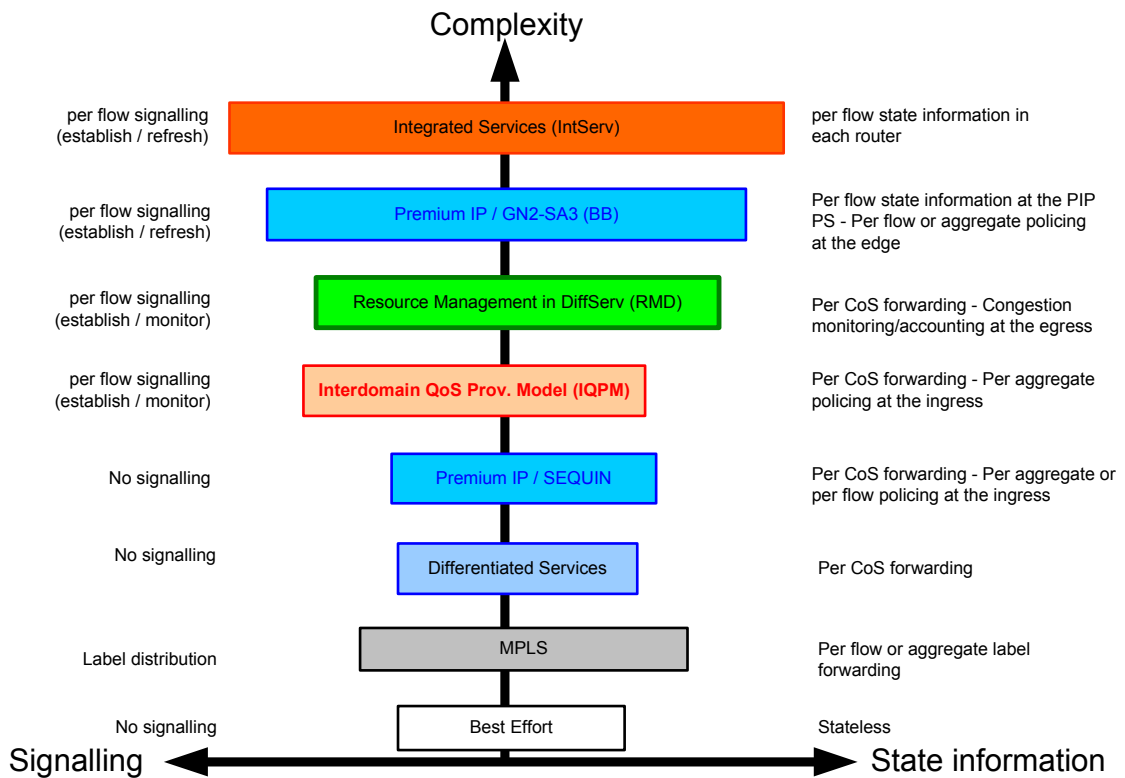 Complexity
per flow signalling
(establish / refresh)
Integrated Services (IntServ)
per flow state information in
each router
per flow signalling
(establish / refresh)
Premium IP / GN2-SA3 (BB)
Per flow state information at the PIP
PS - Per flow or aggregate policing
at the edge
per flow signalling
(establish / monitor)
Resource Management in DiffServ (RMD)
Per CoS forwarding - Congestion
monitoring/accounting at the egress
per flow signalling
(establish / monitor)
Interdomain QoS Prov. Model (IQPM)
Per CoS forwarding - Per aggregate
policing at the ingress
No signalling
Premium IP / SEQUIN
Per CoS forwarding - Per aggregate or
per flow policing at the ingress
No signalling
Differentiated Services
Per CoS forwarding
Label distribution
MPLS
Per flow or aggregate label
forwarding
No signalling
Best Effort
Stateless
Signalling
State information